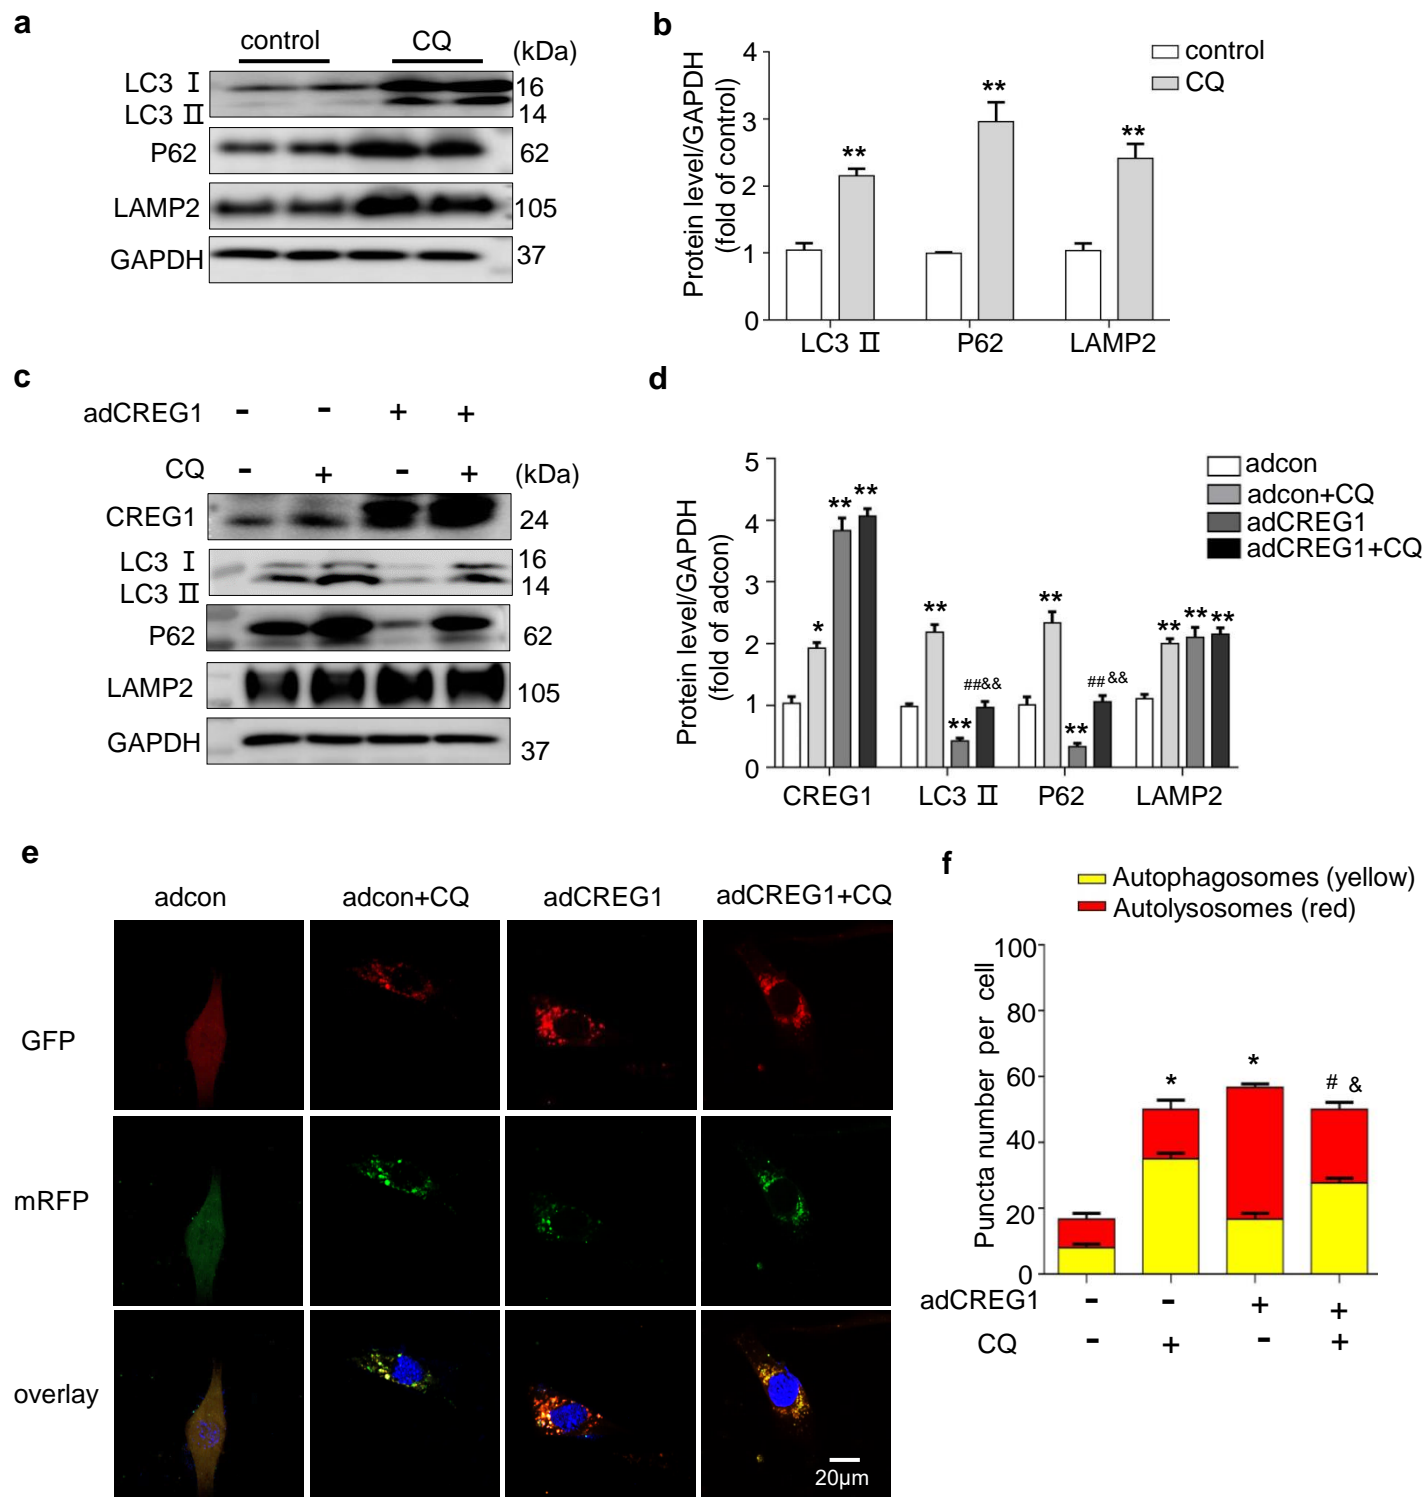 a
control CQ (kDa)
LC3 Ⅰ 16
LC3 Ⅱ 14
P62 62
LAMP2 105
GAPDH 37
b
control
CQ
Protein level/GAPDH
(fold of control)
4
3
2
1
0
** ** **
LC3 Ⅱ P62 LAMP2
c
adCREG1 - - + +
CQ - + - + (kDa)
CREG1 24
LC3 Ⅰ 16
LC3 Ⅱ 14
P62 62
LAMP2 105
GAPDH 37
d
adcon
adcon+CQ
adCREG1
adCREG1+CQ
Protein level/GAPDH
(fold of adcon)
5
4
3
2
1
0
* ** ** ** ** ##&& ** ** ##&& ** ** **
CREG1 LC3 Ⅱ P62 LAMP2
e
adcon adcon+CQ adCREG1 adCREG1+CQ
GFP
mRFP
overlay
20μm
f
Autophagosomes (yellow)
Autolysosomes (red)
Puncta number per cell
100
80
60
40
20
0
* * # &
adCREG1 - - + +
CQ - + - +